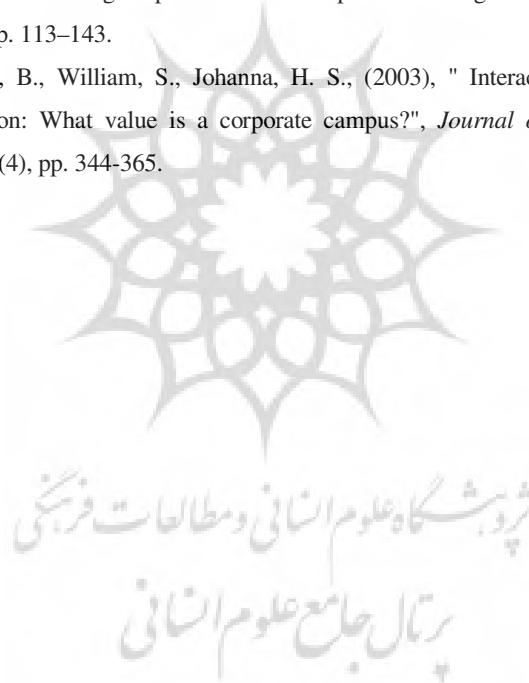 p. 113–143.
, B., William, S., Johanna, H. S., (2003), " Interac
on: What value is a corporate campus?", Journal o
(4), pp. 344-365.
پژوهشگاه علوم انسانی و مطالعات فرهنگی
پرتال جامع علوم انسانی